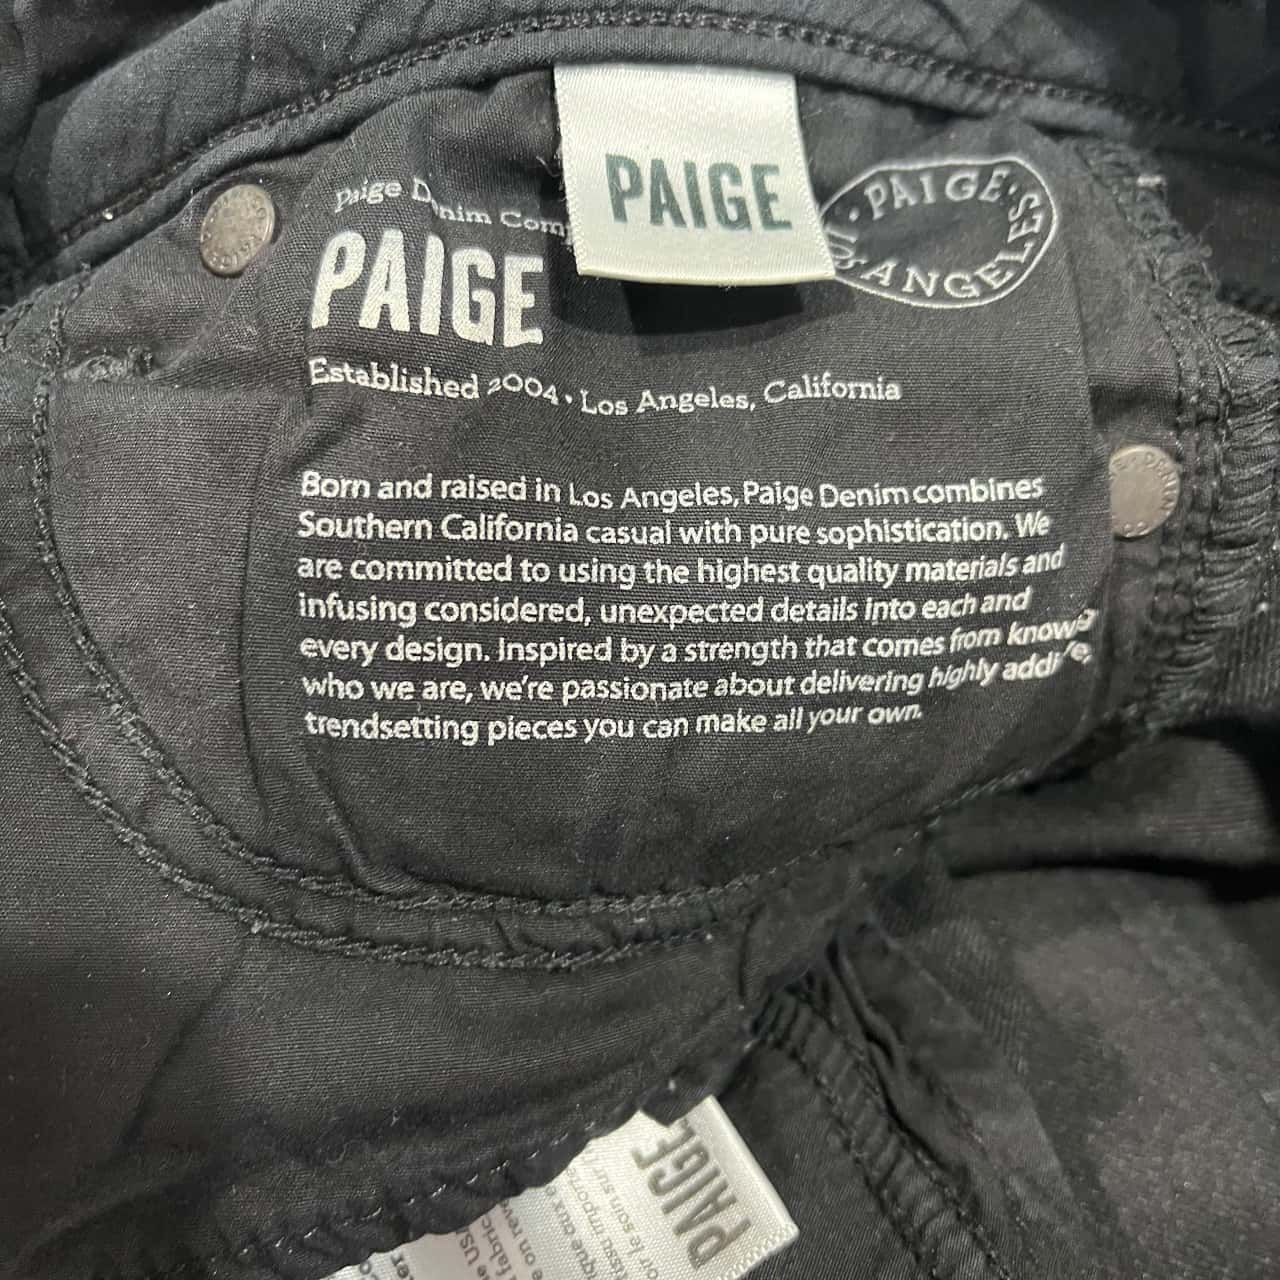 PAIGE
Paige Denim Comp
PAIGE
· PAIGE · LOS ANGELES
Established 2004 · Los Angeles, California
Born and raised in Los Angeles, Paige Denim combines
Southern California casual with pure sophistication. We
are committed to using the highest quality materials and
infusing considered, unexpected details into each and
every design. Inspired by a strength that comes from knowing
who we are, we're passionate about delivering highly addi e,
trendsetting pieces you can make all your own.
PAIGE